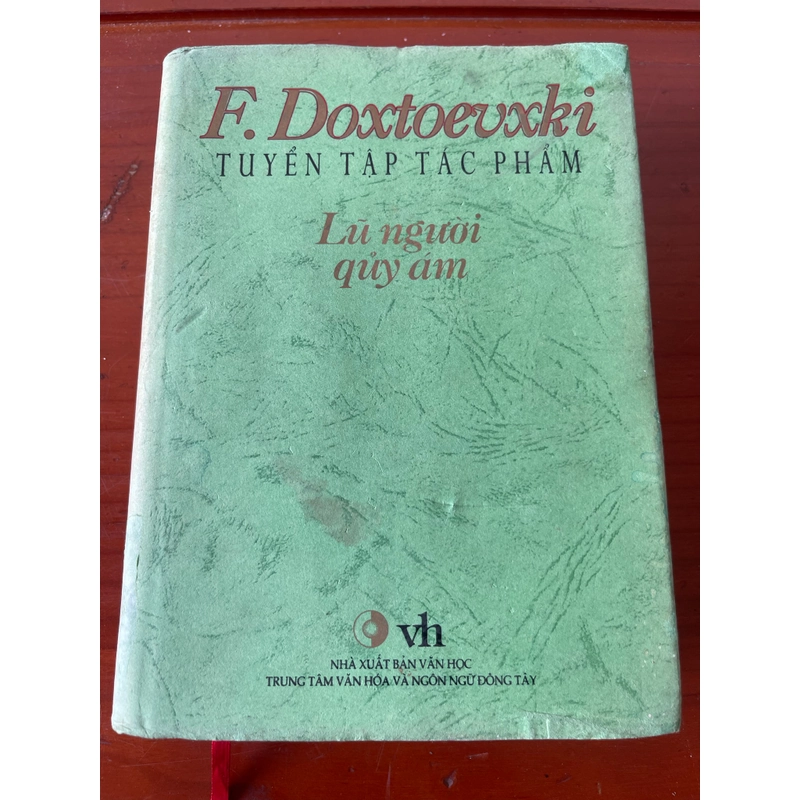 F. Doxtoevxki
TUYỂN TẬP TÁC PHẨM
Lũ người
qủy ám
vh
NHÀ XUẤT BẢN VĂN HỌC
TRUNG TÂM VĂN HÓA VÀ NGÔN NGỮ ĐÔNG TÂY